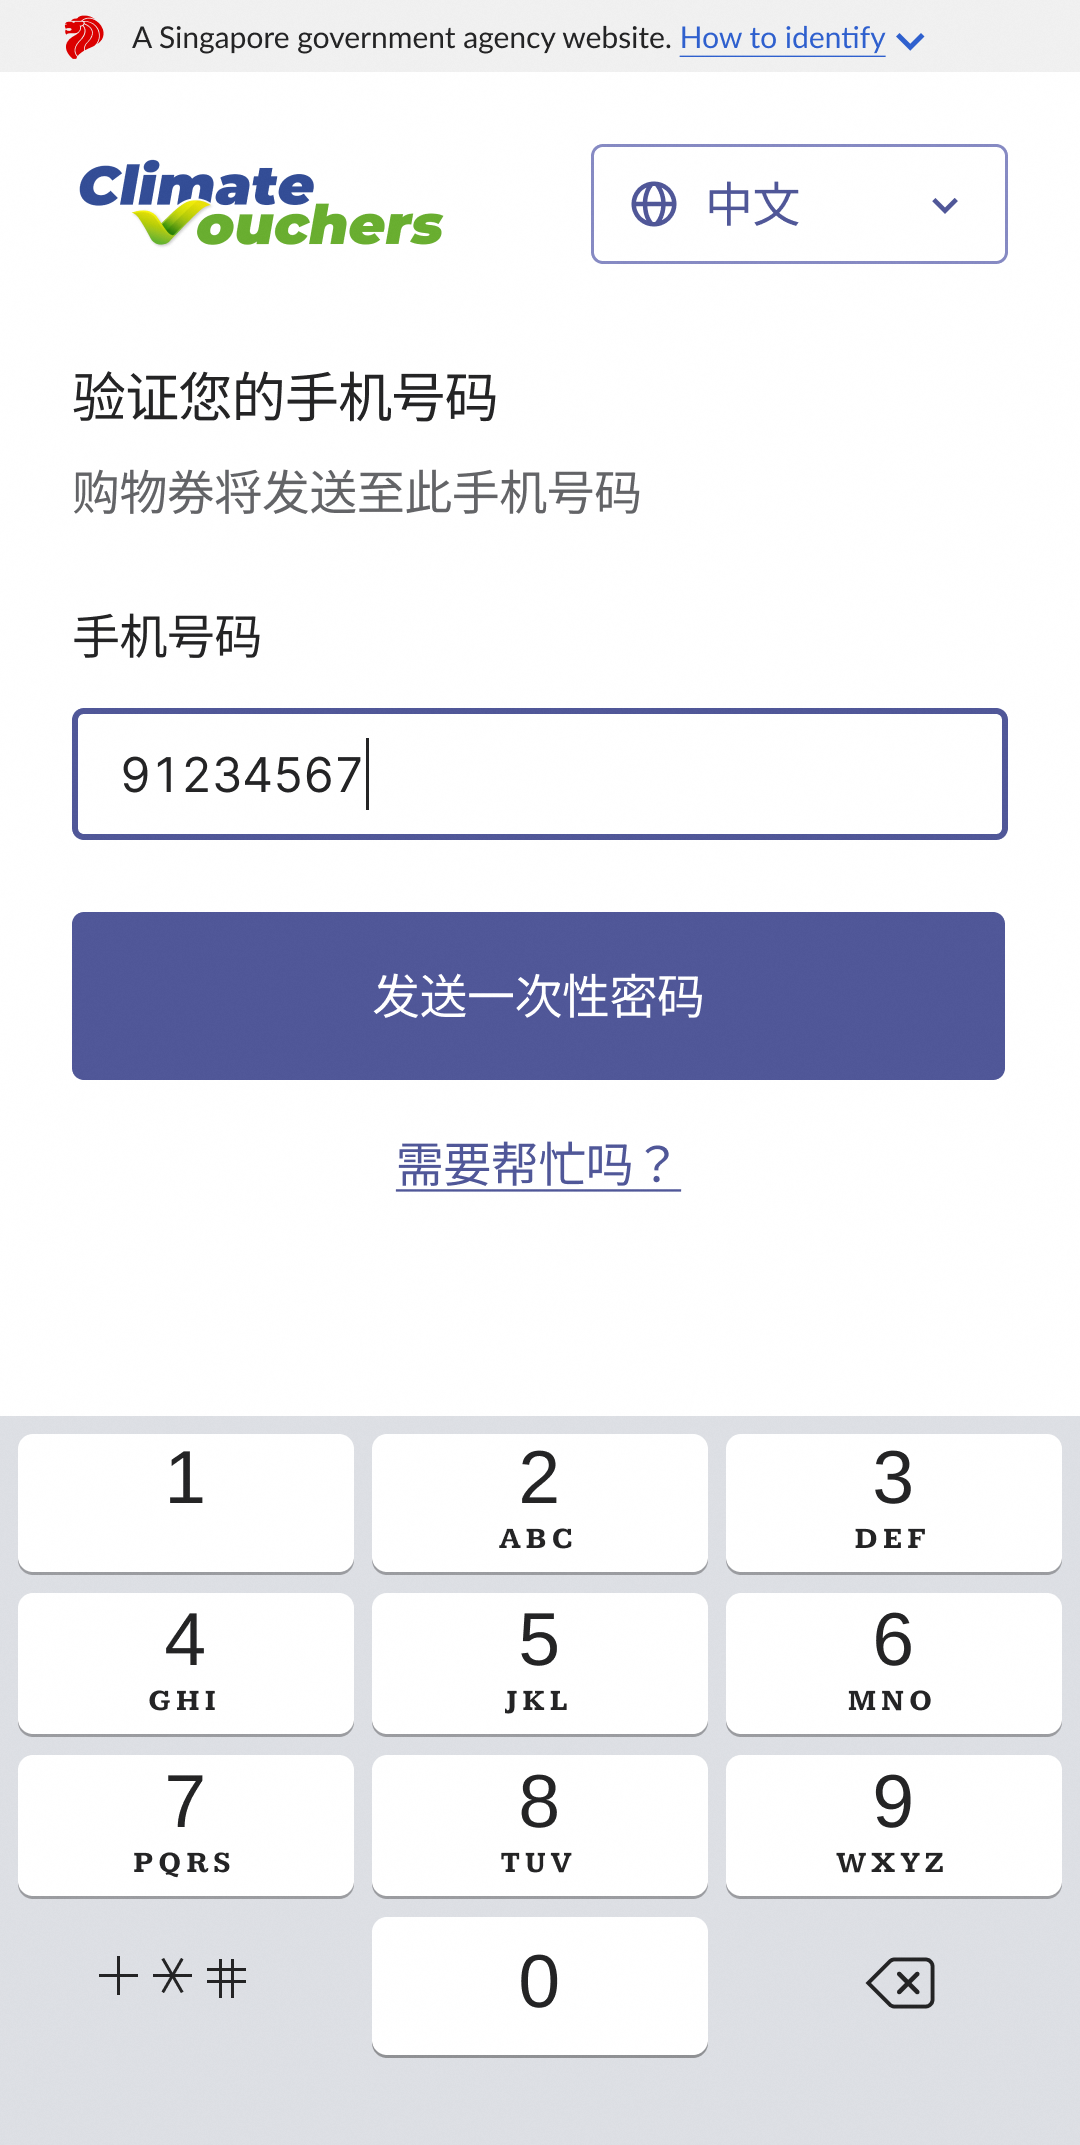 A Singapore government agency website. How to identify
Climate
Vouchers
中文
验证您的手机号码
购物券将发送至此手机号码
手机号码
91234567
发送一次性密码
需要帮忙吗？
1
2
3
ABC
DEF
4
5
6
GHI
JKL
MNO
7
8
9
PQRS
TUV
WXYZ
+*#
0